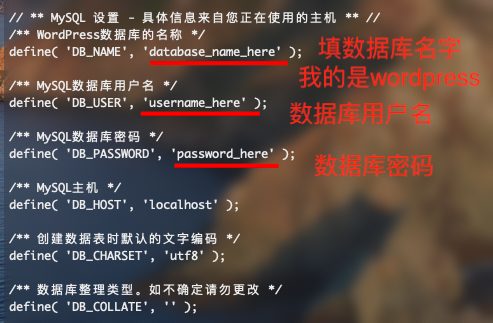 // ** MySQL 设置 - 具体信息来自您正在使用的主机 ** //
/** WordPress数据库的名称 */
define( 'DB_NAME', 'database_name_here' );
填数据库名字
我的是wordpress
/** MySQL数据库用户名 */
define( 'DB_USER', 'username_here' );
数据库用户名
/** MySQL数据库密码 */
define( 'DB_PASSWORD', 'password_here' );
数据库密码
/** MySQL主机 */
define( 'DB_HOST', 'localhost' );
/** 创建数据表时默认的文字编码 */
define( 'DB_CHARSET', 'utf8' );
/** 数据库整理类型。如不确定请勿更改 */
define( 'DB_COLLATE', '' );